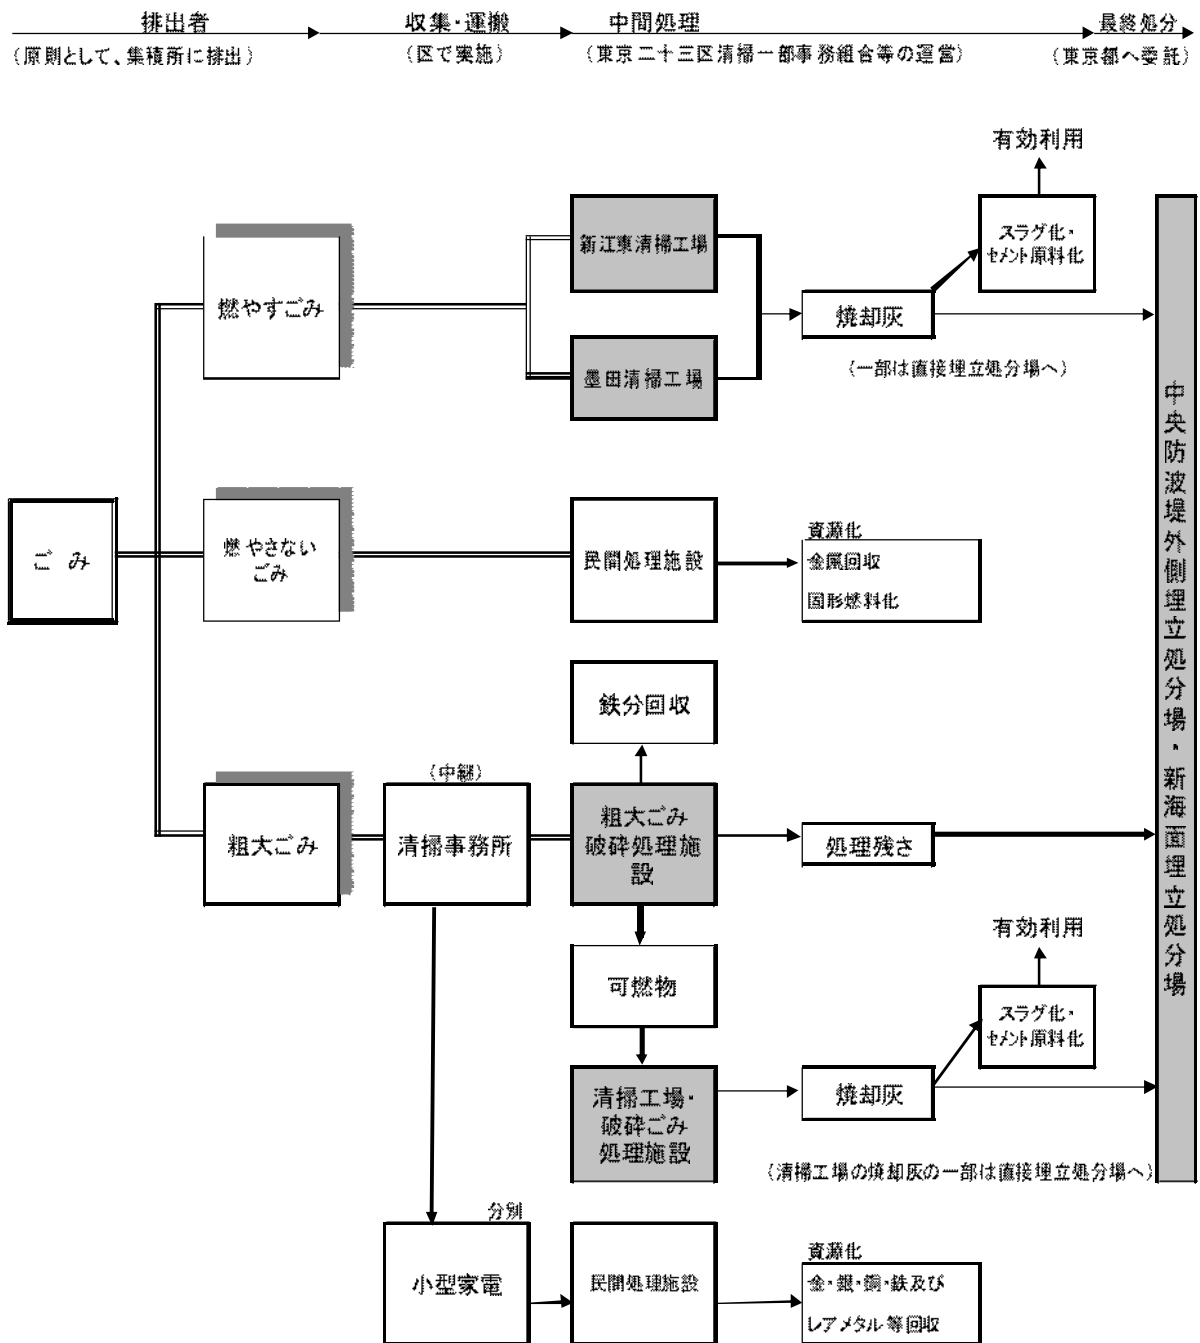 排出者
収集・運搬
中間処理
最終処分
(原則として、集積所に排出)
(区で実施)
(東京二十三区清掃一部事務組合等の運営)
(東京都へ委託)
有効利用
スラグ化・
セメント原料化
新江東清掃工場
燃やすごみ
焼却灰
墨田清掃工場
(一部は直接埋立処分場へ)
中央防波堤外側埋立処分場・新海面埋立処分場
ごみ
燃やさない
ごみ
民間処理施設
資源化
金属回収
固形燃料化
鉄分回収
(中継)
粗大ごみ
清掃事務所
粗大ごみ
破砕処理施
設
処理残さ
有効利用
可燃物
スラグ化・
セメント原料化
清掃工場・
破砕ごみ
処理施設
焼却灰
(清掃工場の焼却灰の一部は直接埋立処分場へ)
分別
小型家電
民間処理施設
資源化
金・銀・銅・鉄及び
レアメタル等回収